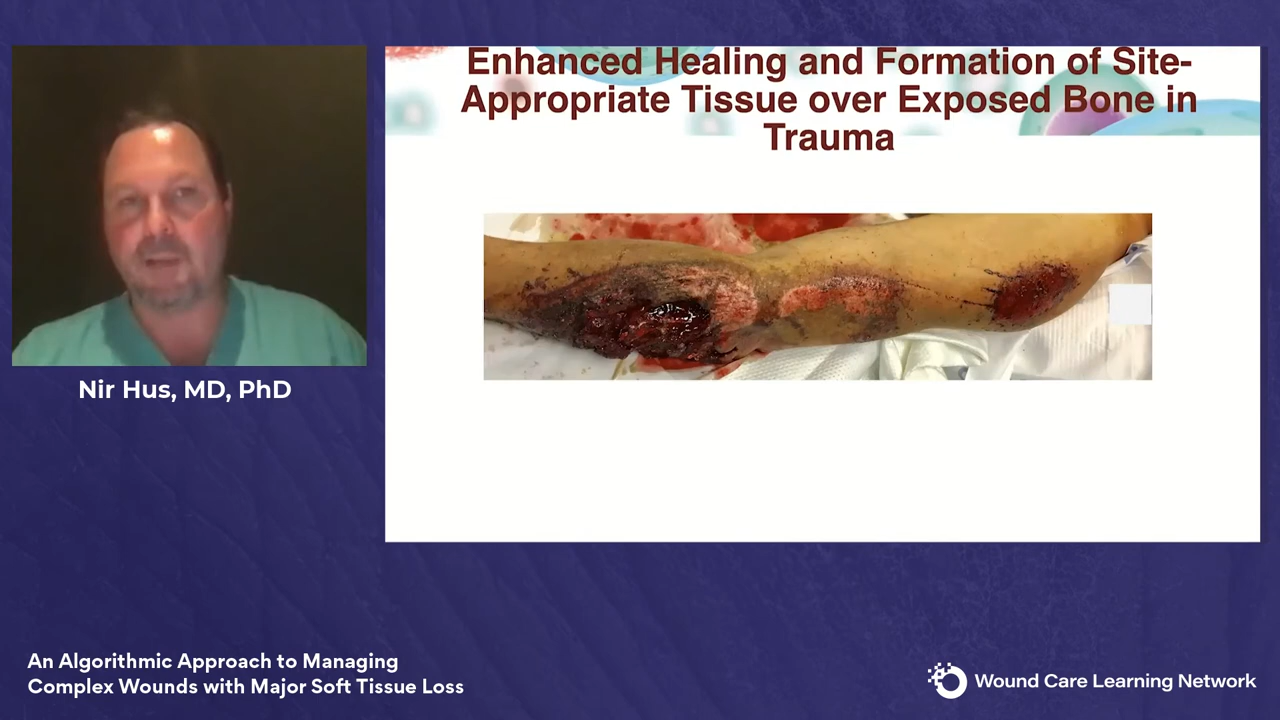 Enhanced Healing and Formation of Site-
Appropriate Tissue over Exposed Bone in
Trauma
Nir Hus, MD, PhD
An Algorithmic Approach to Managing
Complex Wounds with Major Soft Tissue Loss
Wound Care Learning Network